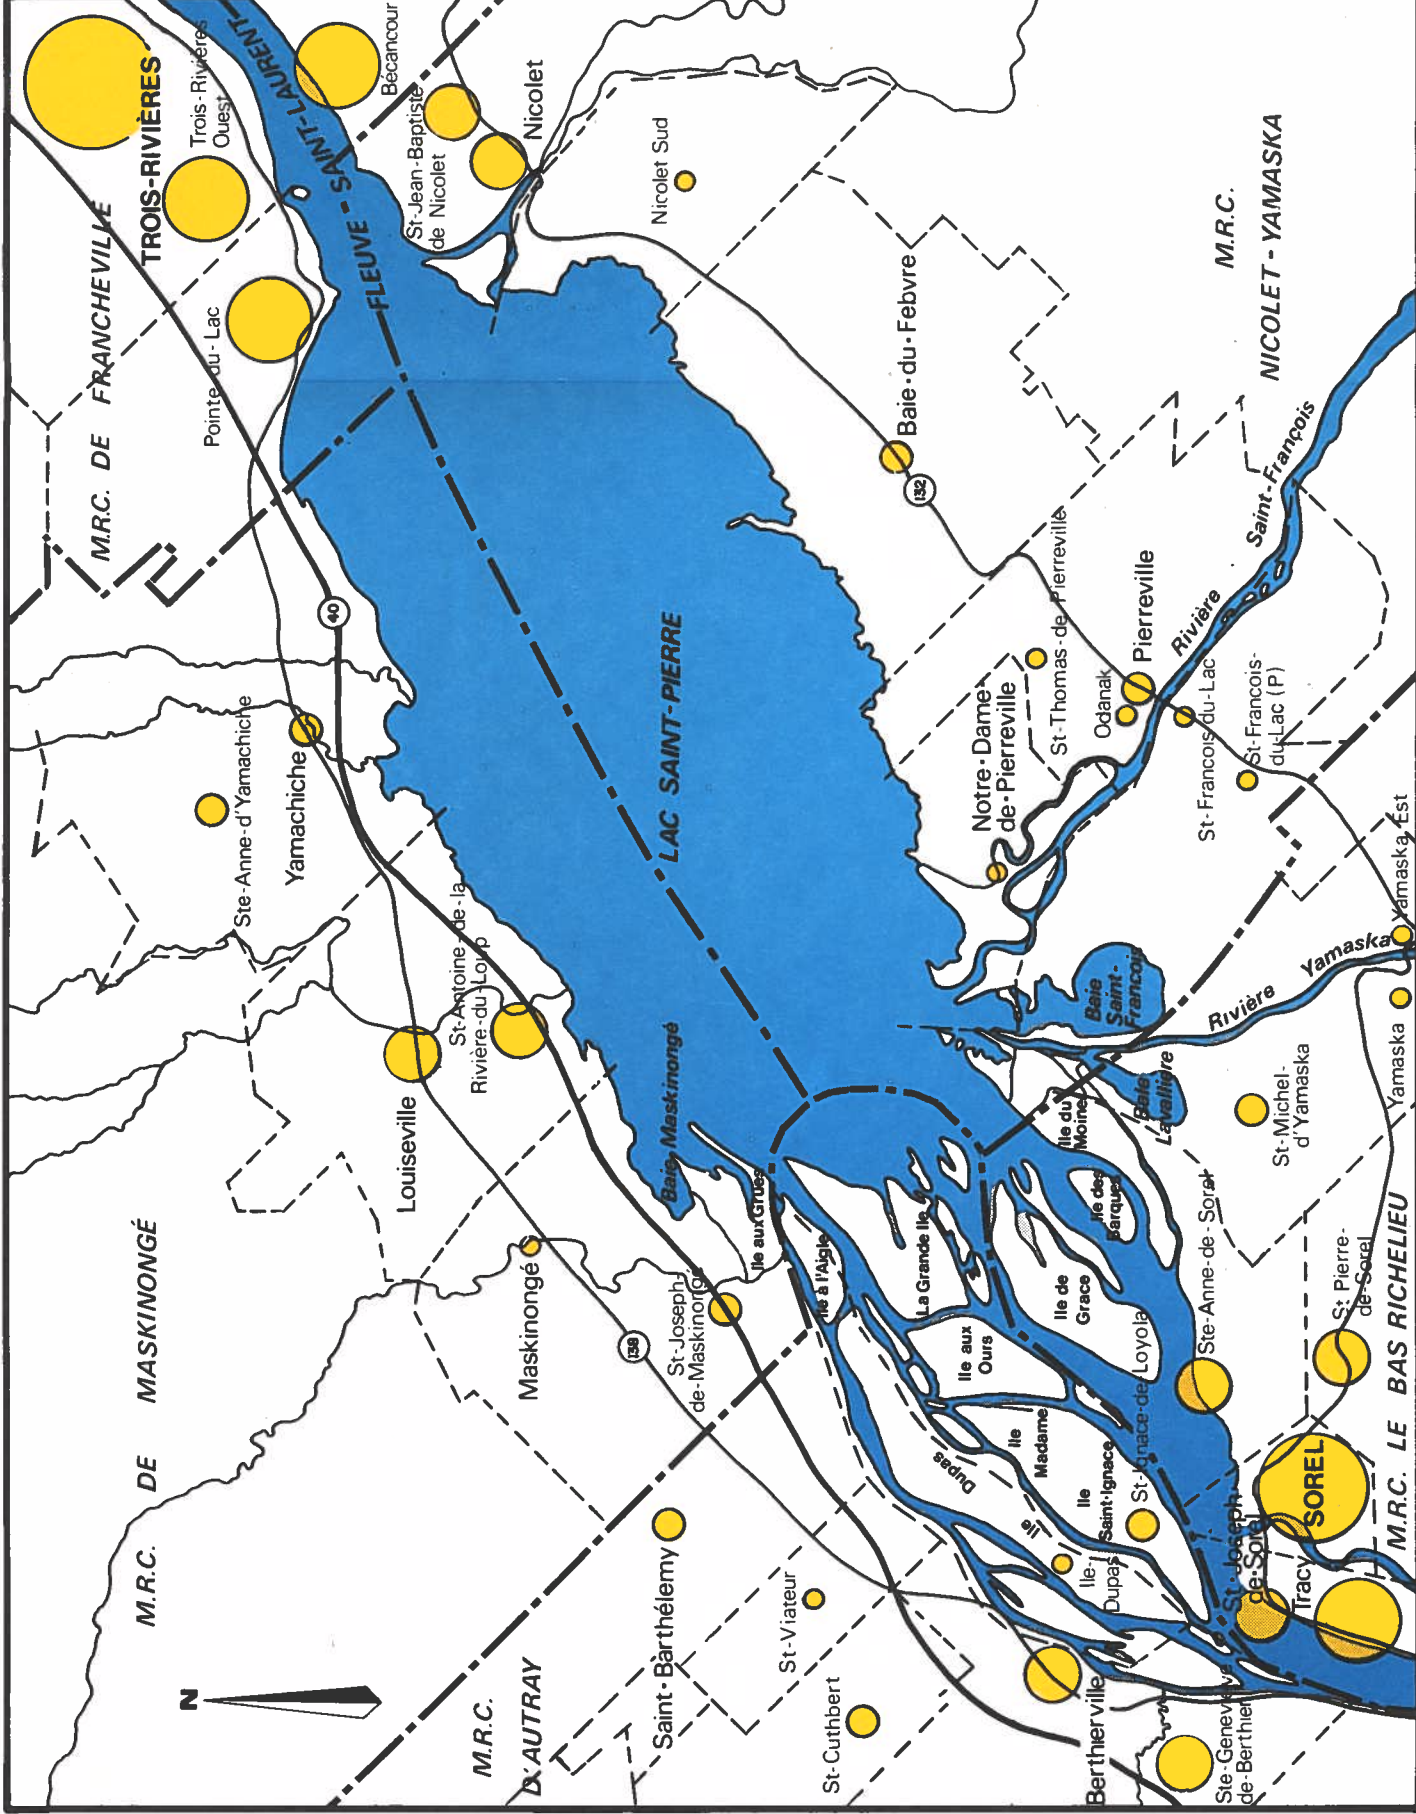 N
M.R.C. DE MASKINONGÉ
M.R.C. DE FRANCHEVILLE
TROIS-RIVIÈRES
Trois-Rivières
Ouest
Pointe-du-Lac
FLEUVE-SAINT-LAURENT
Bécancour
St-Jean-Baptiste
de Nicolet
Nicolet
Nicolet Sud
Ste-Anne-d'Yamachiche
Yamachiche
40
St-Antoine-de-la
Rivière-du-Loup
Louiseville
Maskinongé
138
St-Joseph-
de-Maskinongé
LAC SAINT-PIERRE
Baie Maskinongé
Baie-du-Febvre
132
M.R.C.
NICOLET-YAMASKA
Rivière Saint-François
St-Thomas-de-Pierreville
Notre-Dame-
de-Pierreville
Odanak
Pierreville
St-Francois-du-Lac
St-Francois-
du-Lac (P)
Baie
Saint-
François
Baie
Lavallière
Rivière Yamaska
Yamaska Est
Yamaska
St-Michel-
d'Yamaska
Ile aux Grues
Ile à l'Aigle
La Grande Ile
Ile du
Moine
Ile des
Barques
Ile de
Grace
Ile aux
Ours
Ile
Madame
Ile
Saint-Ignace
St-Ignace-de-Loyola
Ile Dupas
Ile-
Dupas
Ste-Anne-de-Sorel
St Pierre-
de-Sorel
SOREL
St-Joseph-
de-Sorel
Tracy
M.R.C. LE BAS RICHELIEU
M.R.C.
D'AUTRAY
Saint-Barthélemy
St-Viateur
St-Cuthbert
Berthierville
Ste-Geneviève
de-Berthier